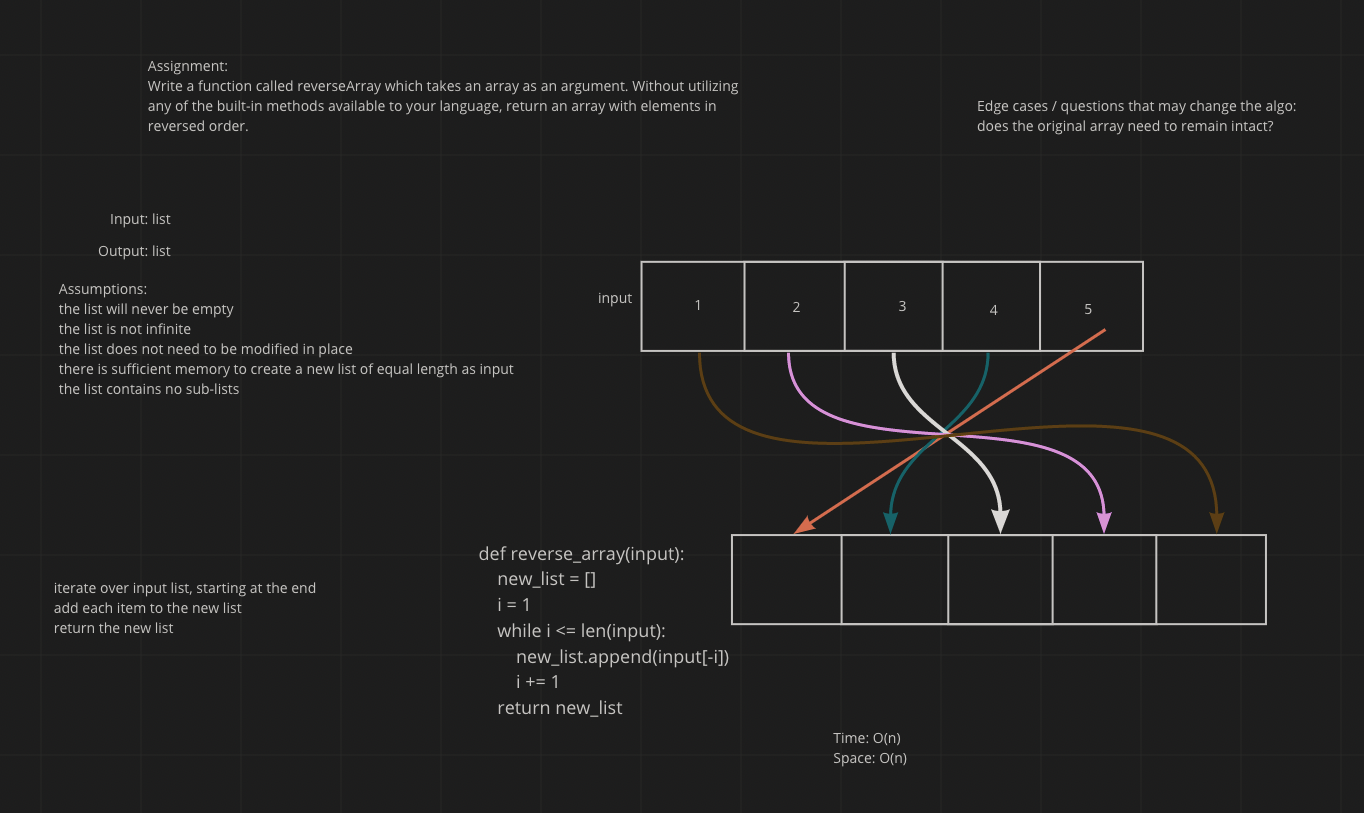 Assignment:
Write a function called reverseArray which takes an array as an argument. Without utilizing
any of the built-in methods available to your language, return an array with elements in
reversed order.
Edge cases / questions that may change the algo:
does the original array need to remain intact?
Input: list
Output: list
Assumptions:
the list will never be empty
the list is not infinite
the list does not need to be modified in place
there is sufficient memory to create a new list of equal length as input
the list contains no sub-lists
input
1
2
3
4
5
iterate over input list, starting at the end
add each item to the new list
return the new list
def reverse_array(input):
    new_list = []
    i = 1
    while i <= len(input):
        new_list.append(input[-i])
        i += 1
    return new_list
Time: O(n)
Space: O(n)